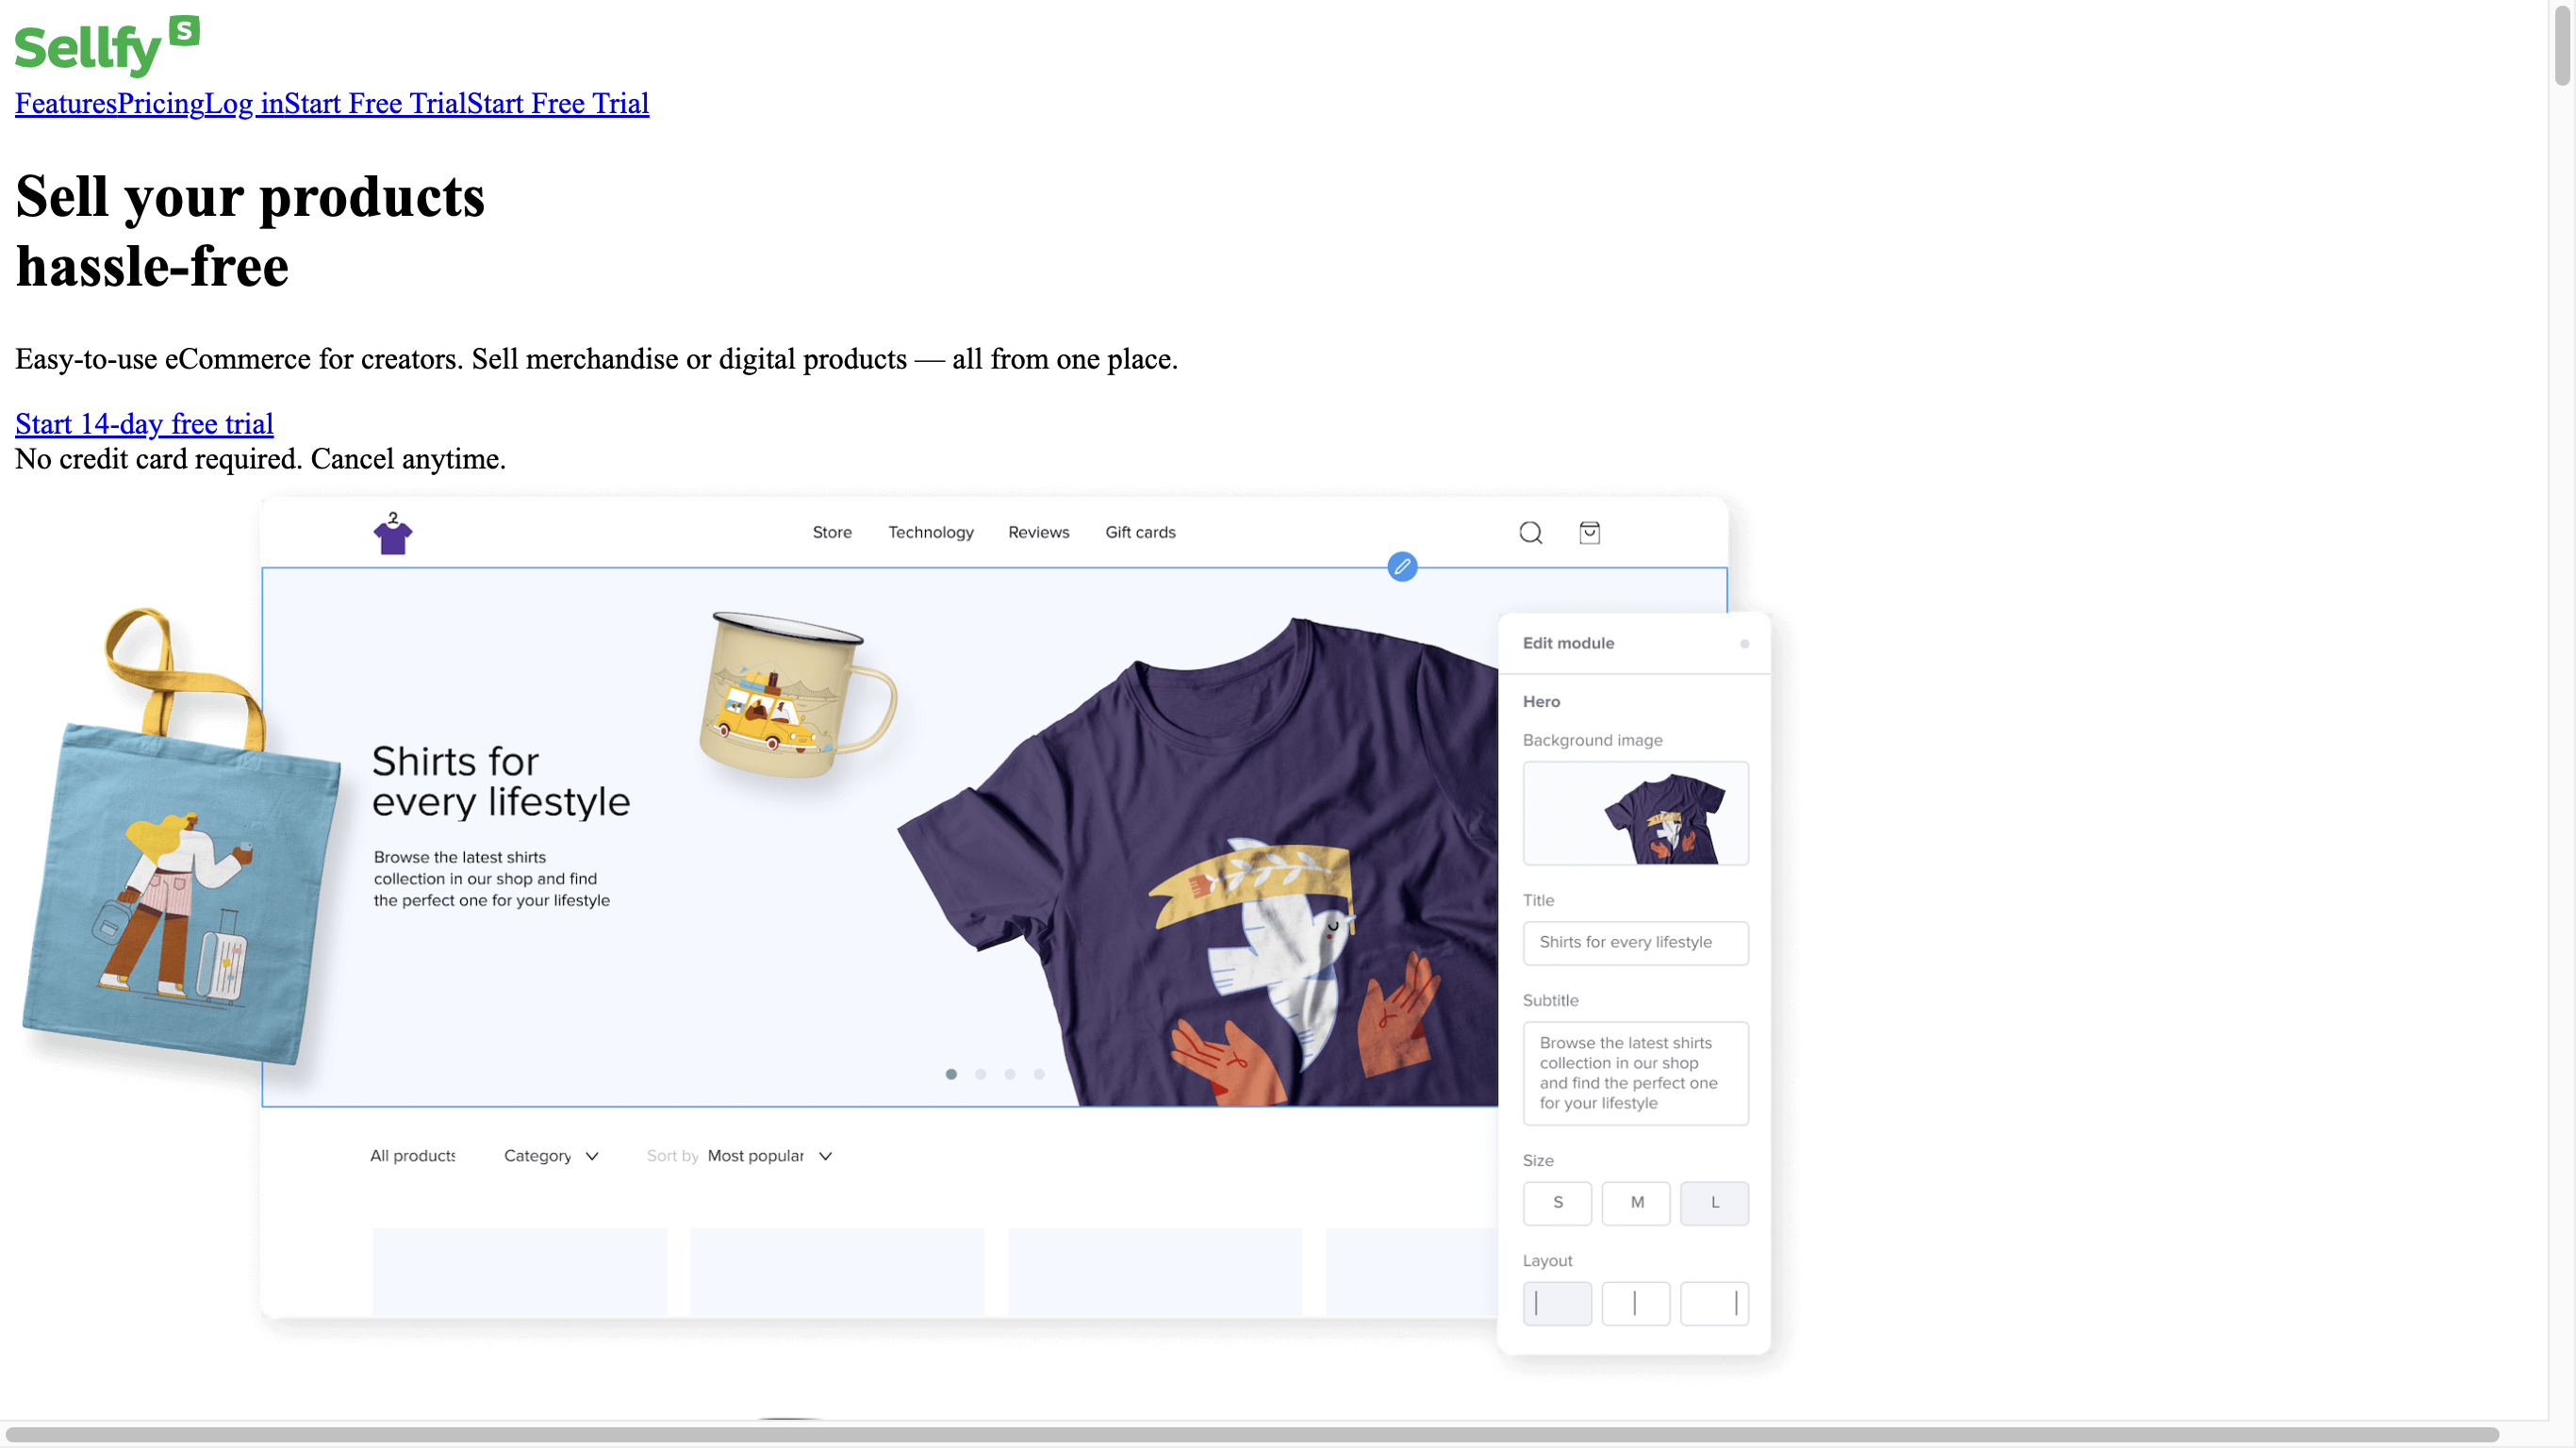 Sellfy S
FeaturesPricingLog inStart Free TrialStart Free Trial
Sell your products
hassle-free
Easy-to-use eCommerce for creators. Sell merchandise or digital products — all from one place.
Start 14-day free trial
No credit card required. Cancel anytime.
Store Technology Reviews Gift cards
Edit module
Hero
Background image
Shirts for
every lifestyle
Browse the latest shirts
collection in our shop and find
the perfect one for your lifestyle
Title
Shirts for every lifestyle
Subtitle
Browse the latest shirts
collection in our shop
and find the perfect one
for your lifestyle
All products Category Sort by Most popular
Size
S M L
Layout